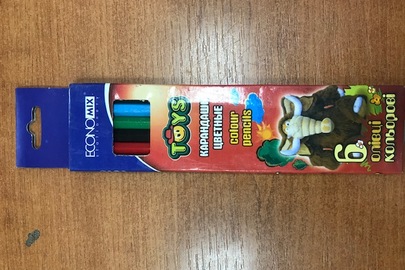 ECONOMIX
TOYS
КАРАНДАШИ
ЦВЕТНЫЕ
colour
pencils
6
олівці
кольорові